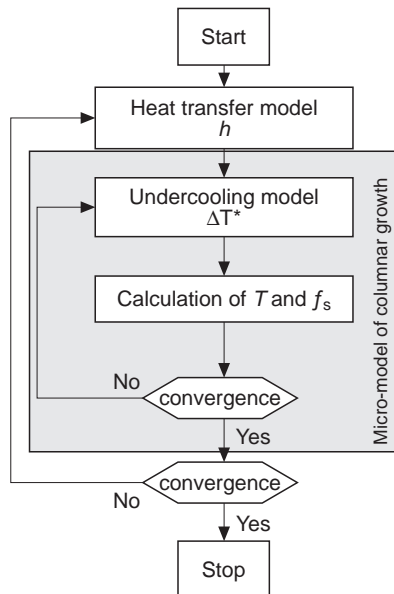 Start
Heat transfer model
h
Undercooling model
ΔT*
Calculation of T and fs
No
convergence
Yes
Micro-model of columnar growth
convergence
No
Yes
Stop